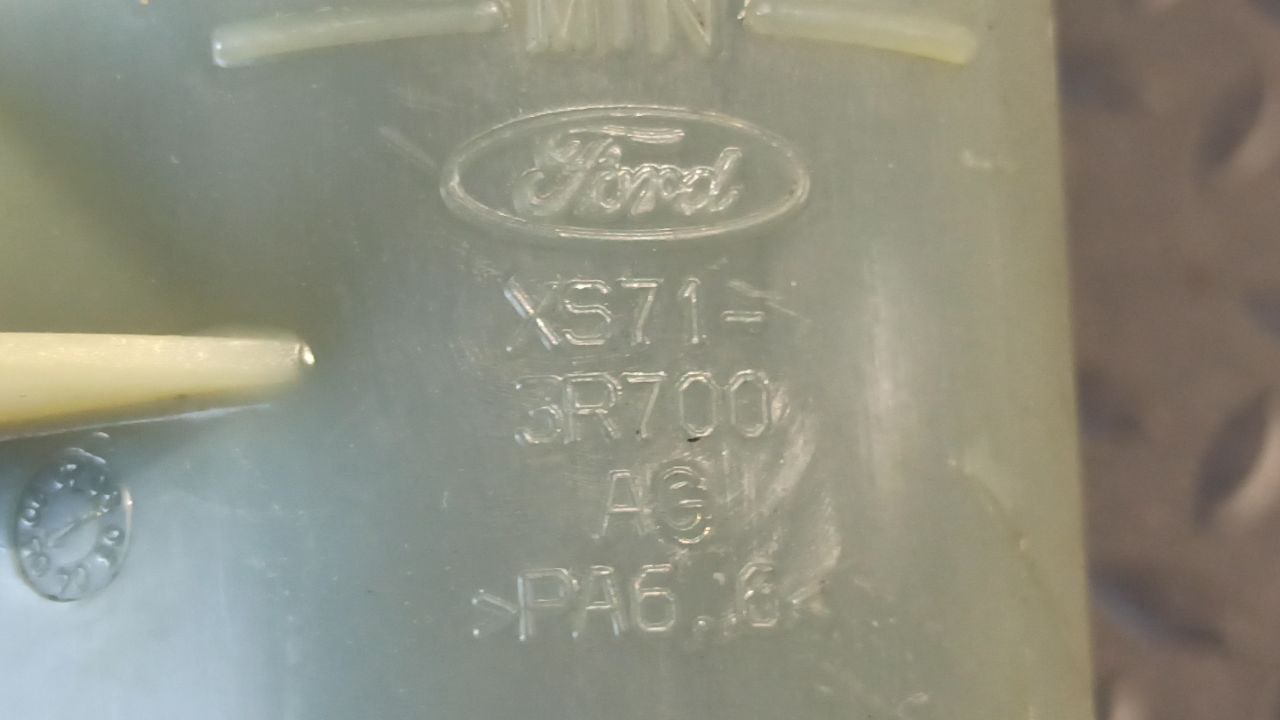 MIN
Ford
XS71-
3R700
AG
>PA6.6<